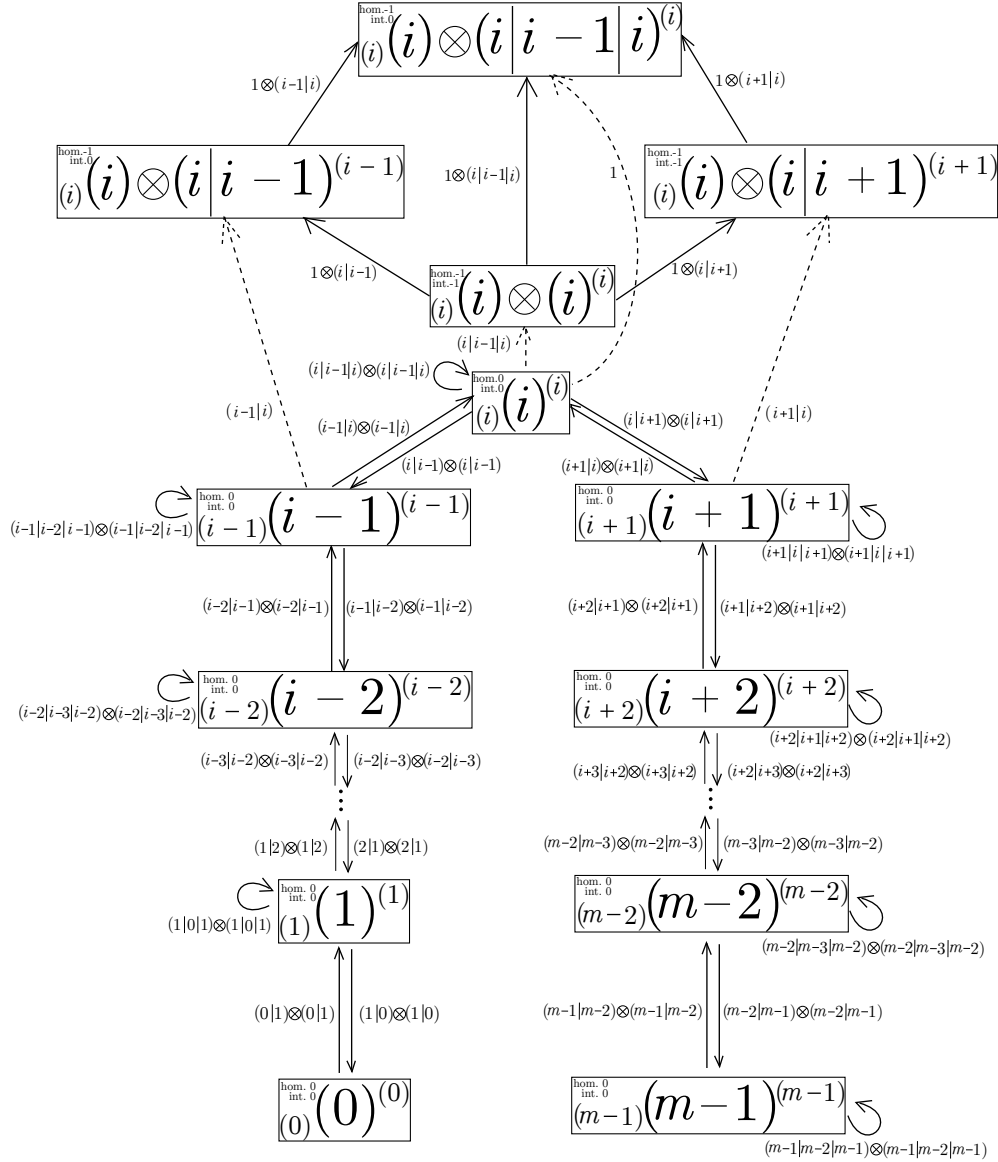 hom.-1
int.0
(i)(i)⊗(i|i − 1|i)^(i)
1⊗(i−1|i)
1⊗(i+1|i)
hom.-1
int.0
(i)(i)⊗(i|i − 1)^(i − 1)
1⊗(i|i−1|i)
1
hom.-1
int.-1
(i)(i)⊗(i|i + 1)^(i + 1)
1⊗(i|i−1)
1⊗(i|i+1)
hom.-1
int.-1
(i)(i)⊗(i)^(i)
(i|i−1|i)
(i|i−1|i)⊗(i|i−1|i)
hom.0
int.0
(i)(i)^(i)
(i−1|i)
(i−1|i)⊗(i−1|i)
(i|i+1)⊗(i|i+1)
(i+1|i)
(i|i−1)⊗(i|i−1)
(i+1|i)⊗(i+1|i)
hom. 0
int. 0
(i − 1)(i − 1)^(i − 1)
(i−1|i−2|i−1)⊗(i−1|i−2|i−1)
hom. 0
int. 0
(i + 1)(i + 1)^(i + 1)
(i+1|i|i+1)⊗(i+1|i|i+1)
(i−2|i−1)⊗(i−2|i−1)
(i−1|i−2)⊗(i−1|i−2)
(i+2|i+1)⊗(i+2|i+1)
(i+1|i+2)⊗(i+1|i+2)
hom. 0
int. 0
(i − 2)(i − 2)^(i − 2)
(i−2|i−3|i−2)⊗(i−2|i−3|i−2)
hom. 0
int. 0
(i + 2)(i + 2)^(i + 2)
(i+2|i+1|i+2)⊗(i+2|i+1|i+2)
(i−3|i−2)⊗(i−3|i−2)
(i−2|i−3)⊗(i−2|i−3)
(i+3|i+2)⊗(i+3|i+2)
(i+2|i+3)⊗(i+2|i+3)
⋮
⋮
(1|2)⊗(1|2)
(2|1)⊗(2|1)
(m−2|m−3)⊗(m−2|m−3)
(m−3|m−2)⊗(m−3|m−2)
hom. 0
int. 0
(1)(1)^(1)
(1|0|1)⊗(1|0|1)
hom. 0
int. 0
(m−2)(m−2)^(m−2)
(m−2|m−3|m−2)⊗(m−2|m−3|m−2)
(0|1)⊗(0|1)
(1|0)⊗(1|0)
(m−1|m−2)⊗(m−1|m−2)
(m−2|m−1)⊗(m−2|m−1)
hom. 0
int. 0
(0)(0)^(0)
hom. 0
int. 0
(m−1)(m−1)^(m−1)
(m−1|m−2|m−1)⊗(m−1|m−2|m−1)